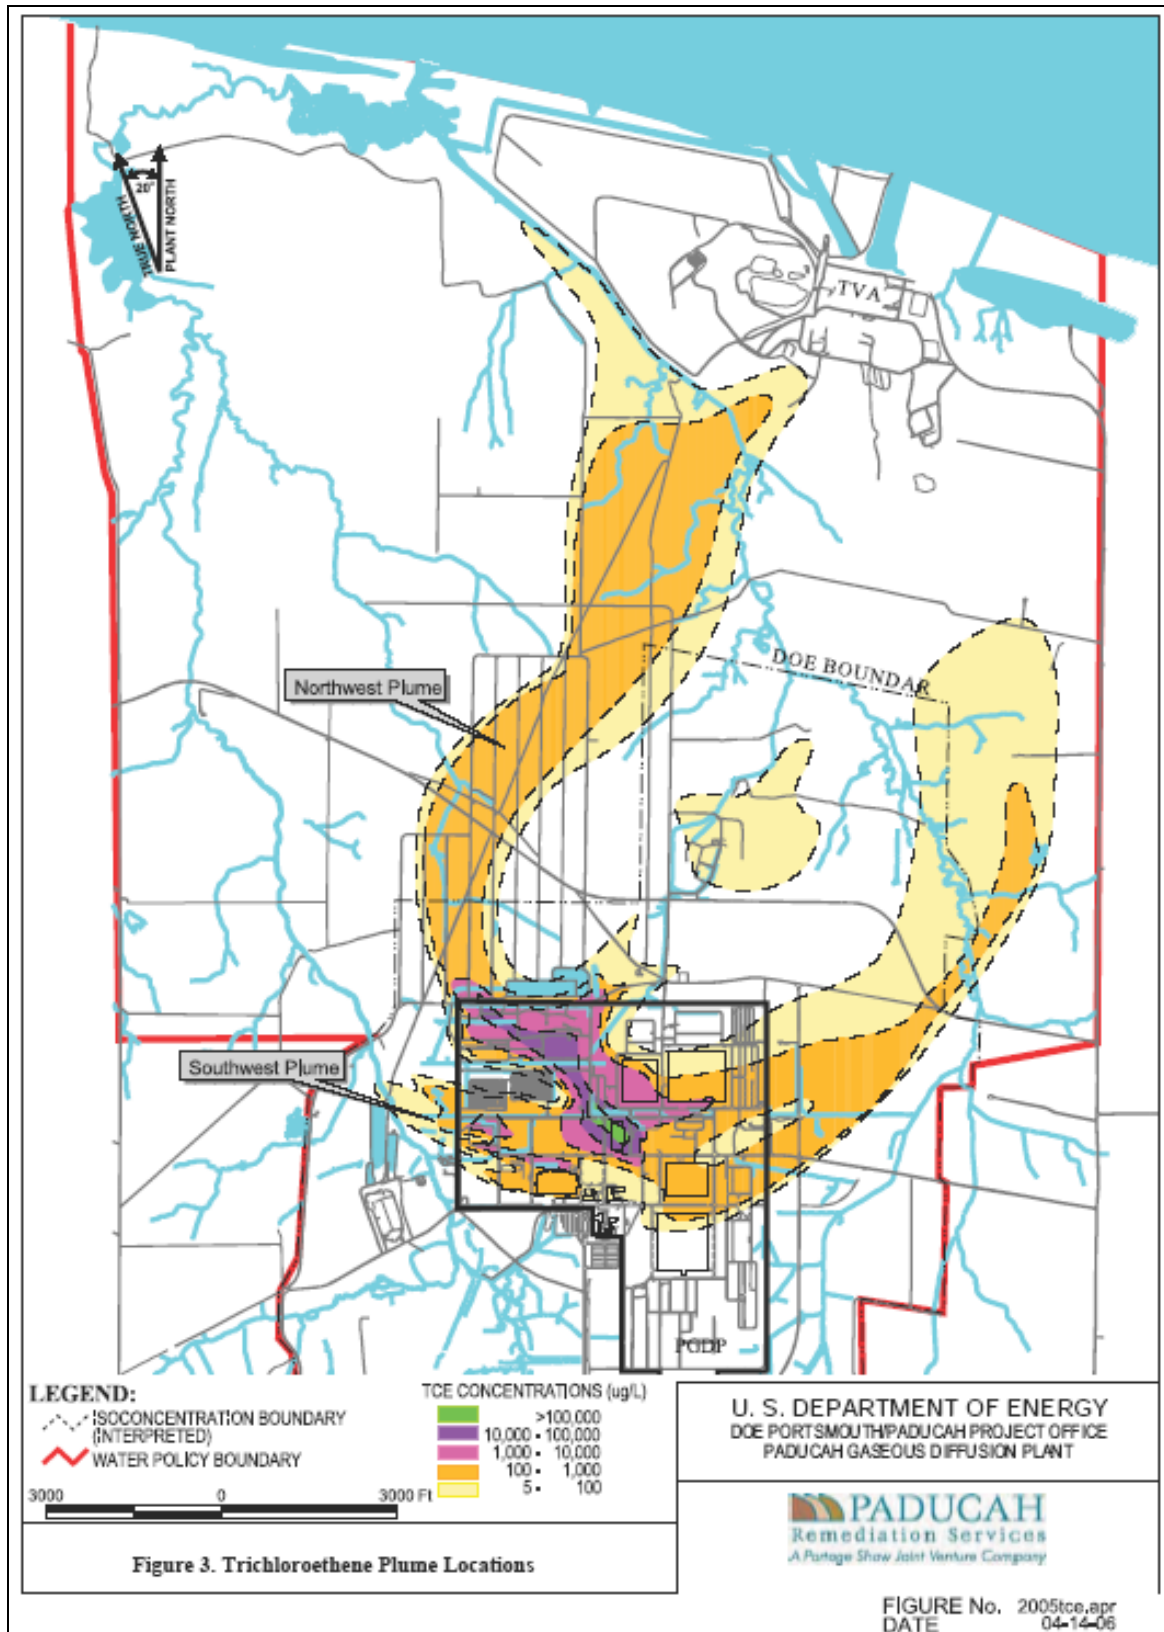 20°
TRUE NORTH
PLANT NORTH
TVA
DOE BOUNDAR
Northwest Plume
Southwest Plume
PGDP
LEGEND:
ISOCONCENTRATION BOUNDARY
(INTERPRETED)
WATER POLICY BOUNDARY
3000 0 3000 Ft
TCE CONCENTRATIONS (ug/L)
>100,000
10,000 - 100,000
1,000 - 10,000
100 - 1,000
5 - 100
Figure 3. Trichloroethene Plume Locations
U. S. DEPARTMENT OF ENERGY
DOE PORTSMOUTH/PADUCAH PROJECT OFFICE
PADUCAH GASEOUS DIFFUSION PLANT
PADUCAH
Remediation Services
A Portage Shaw Joint Venture Company
FIGURE No. 2005tce.apr
DATE 04-14-06